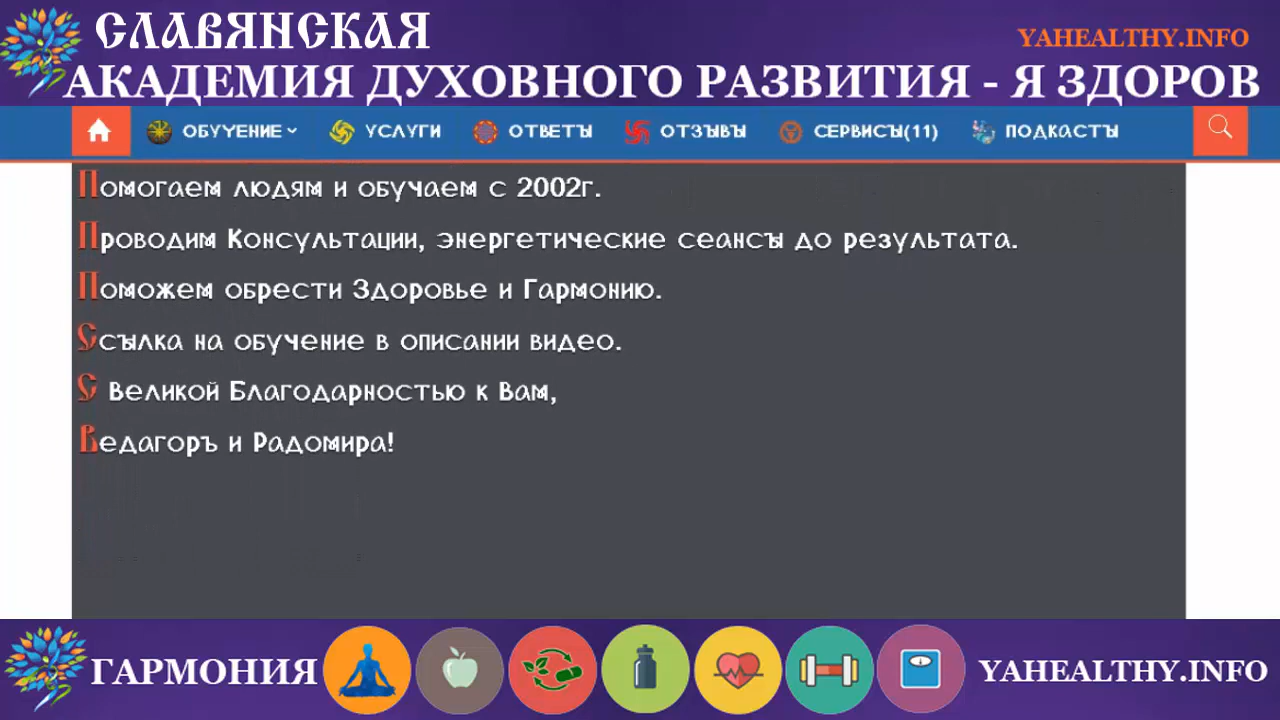 СЛАВЯНСКАЯ
YAHEALTHY.INFO
АКАДЕМИЯ ДУХОВНОГО РАЗВИТИЯ - Я ЗДОРОВ
ОБУЧЕНИЕ УСЛУГИ ОТВЕТЫ ОТЗЫВЫ СЕРВИСЫ(11) ПОДКАСТЫ
Помогаем людям и обучаем с 2002г.
Проводим Консультации, энергетические сеансы до результата.
Поможем обрести Здоровье и Гармонию.
Ссылка на обучение в описании видео.
С Великой Благодарностью к Вам,
Ведагоръ и Радомира!
ГАРМОНИЯ
YAHEALTHY.INFO